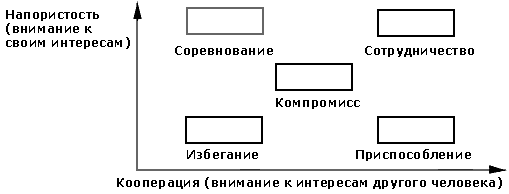 Напористость
(внимание к
своим интересам)
Соревнование
Сотрудничество
Компромисс
Избегание
Приспособление
Кооперация (внимание к интересам другого человека)